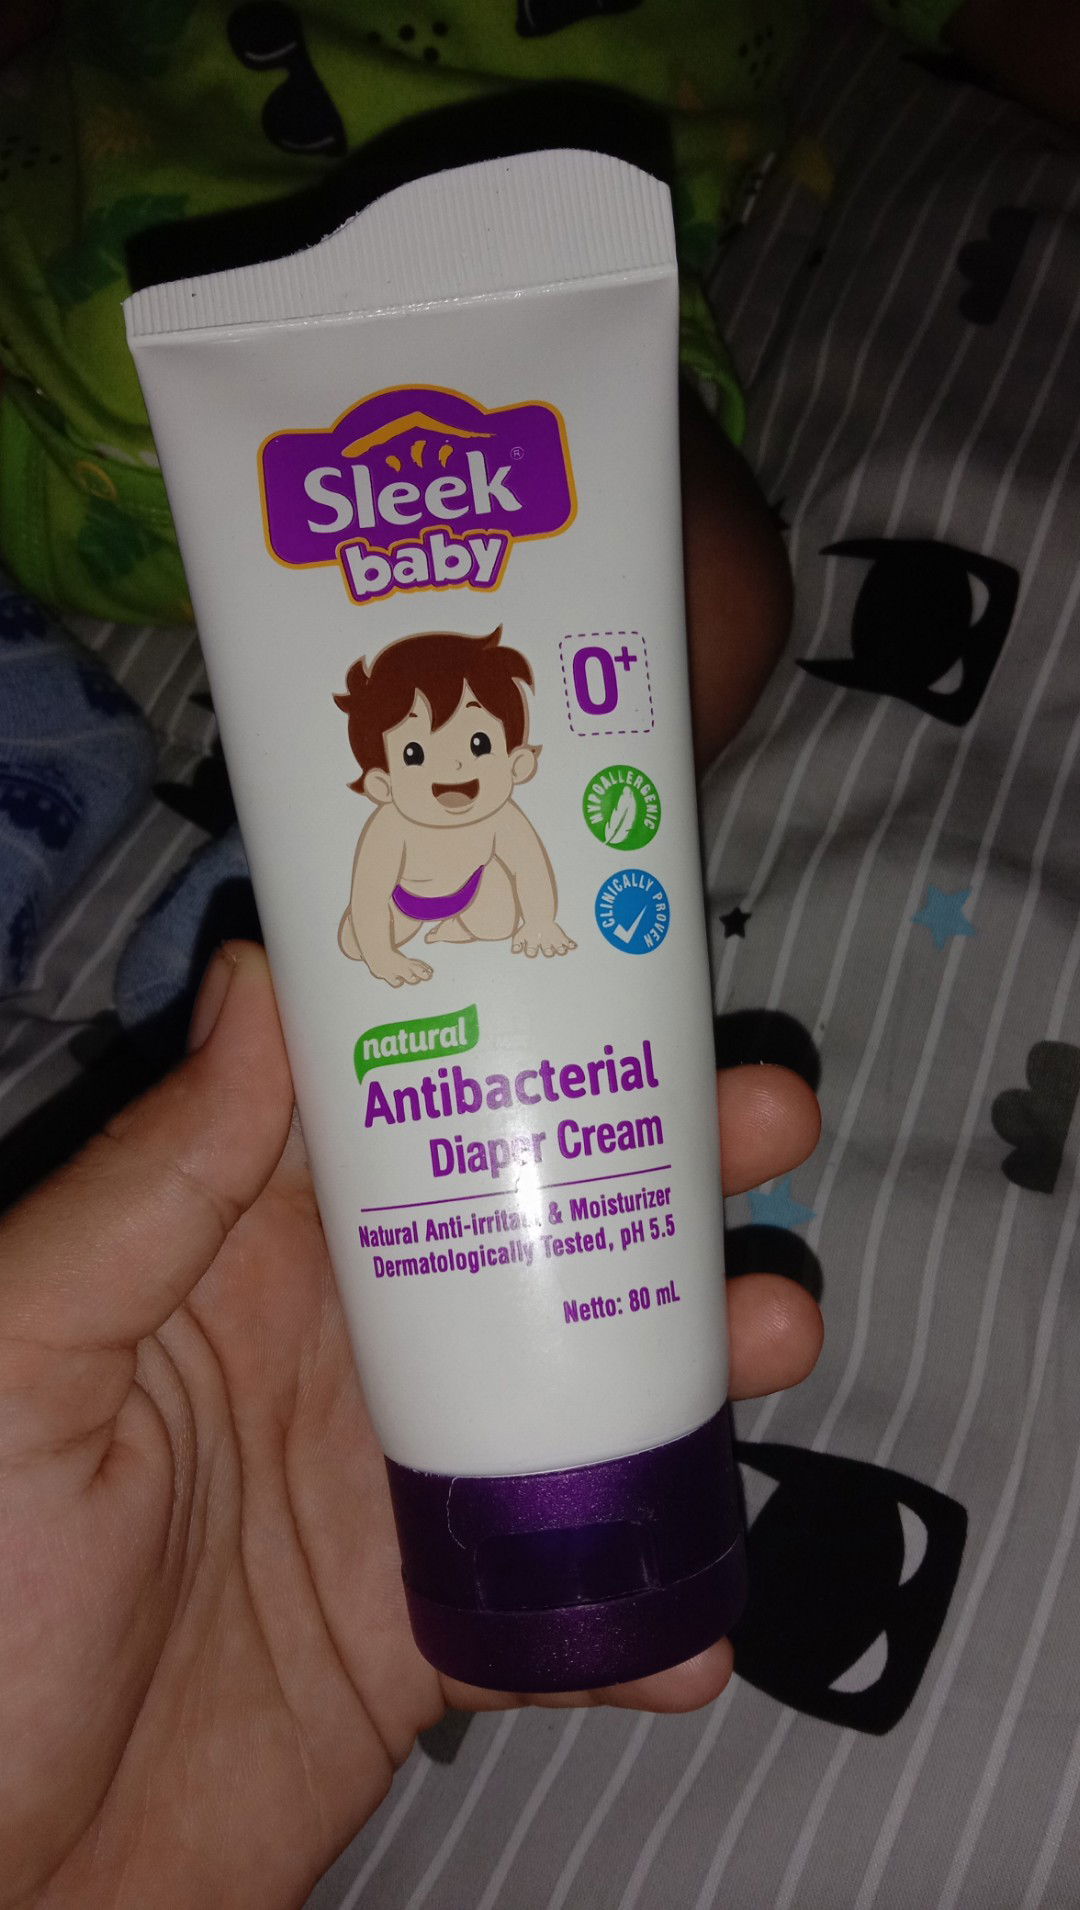 Sleek®
baby
0+
HYPOALLERGENIC
CLINICALLY PROVEN
natural
Antibacterial
Diaper Cream
Natural & Moisturizer
Dermatologically Tested, pH 5.5
Netto: 80 mL